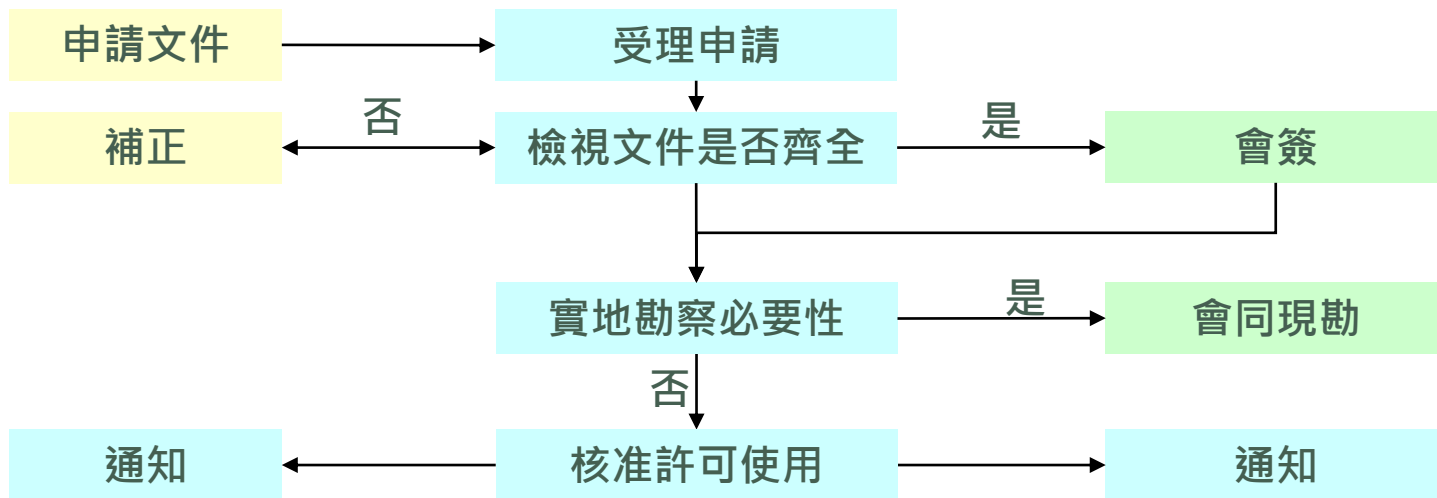 申請文件
受理申請
補正
否
檢視文件是否齊全
是
會簽
實地勘察必要性
是
會同現勘
否
通知
核准許可使用
通知